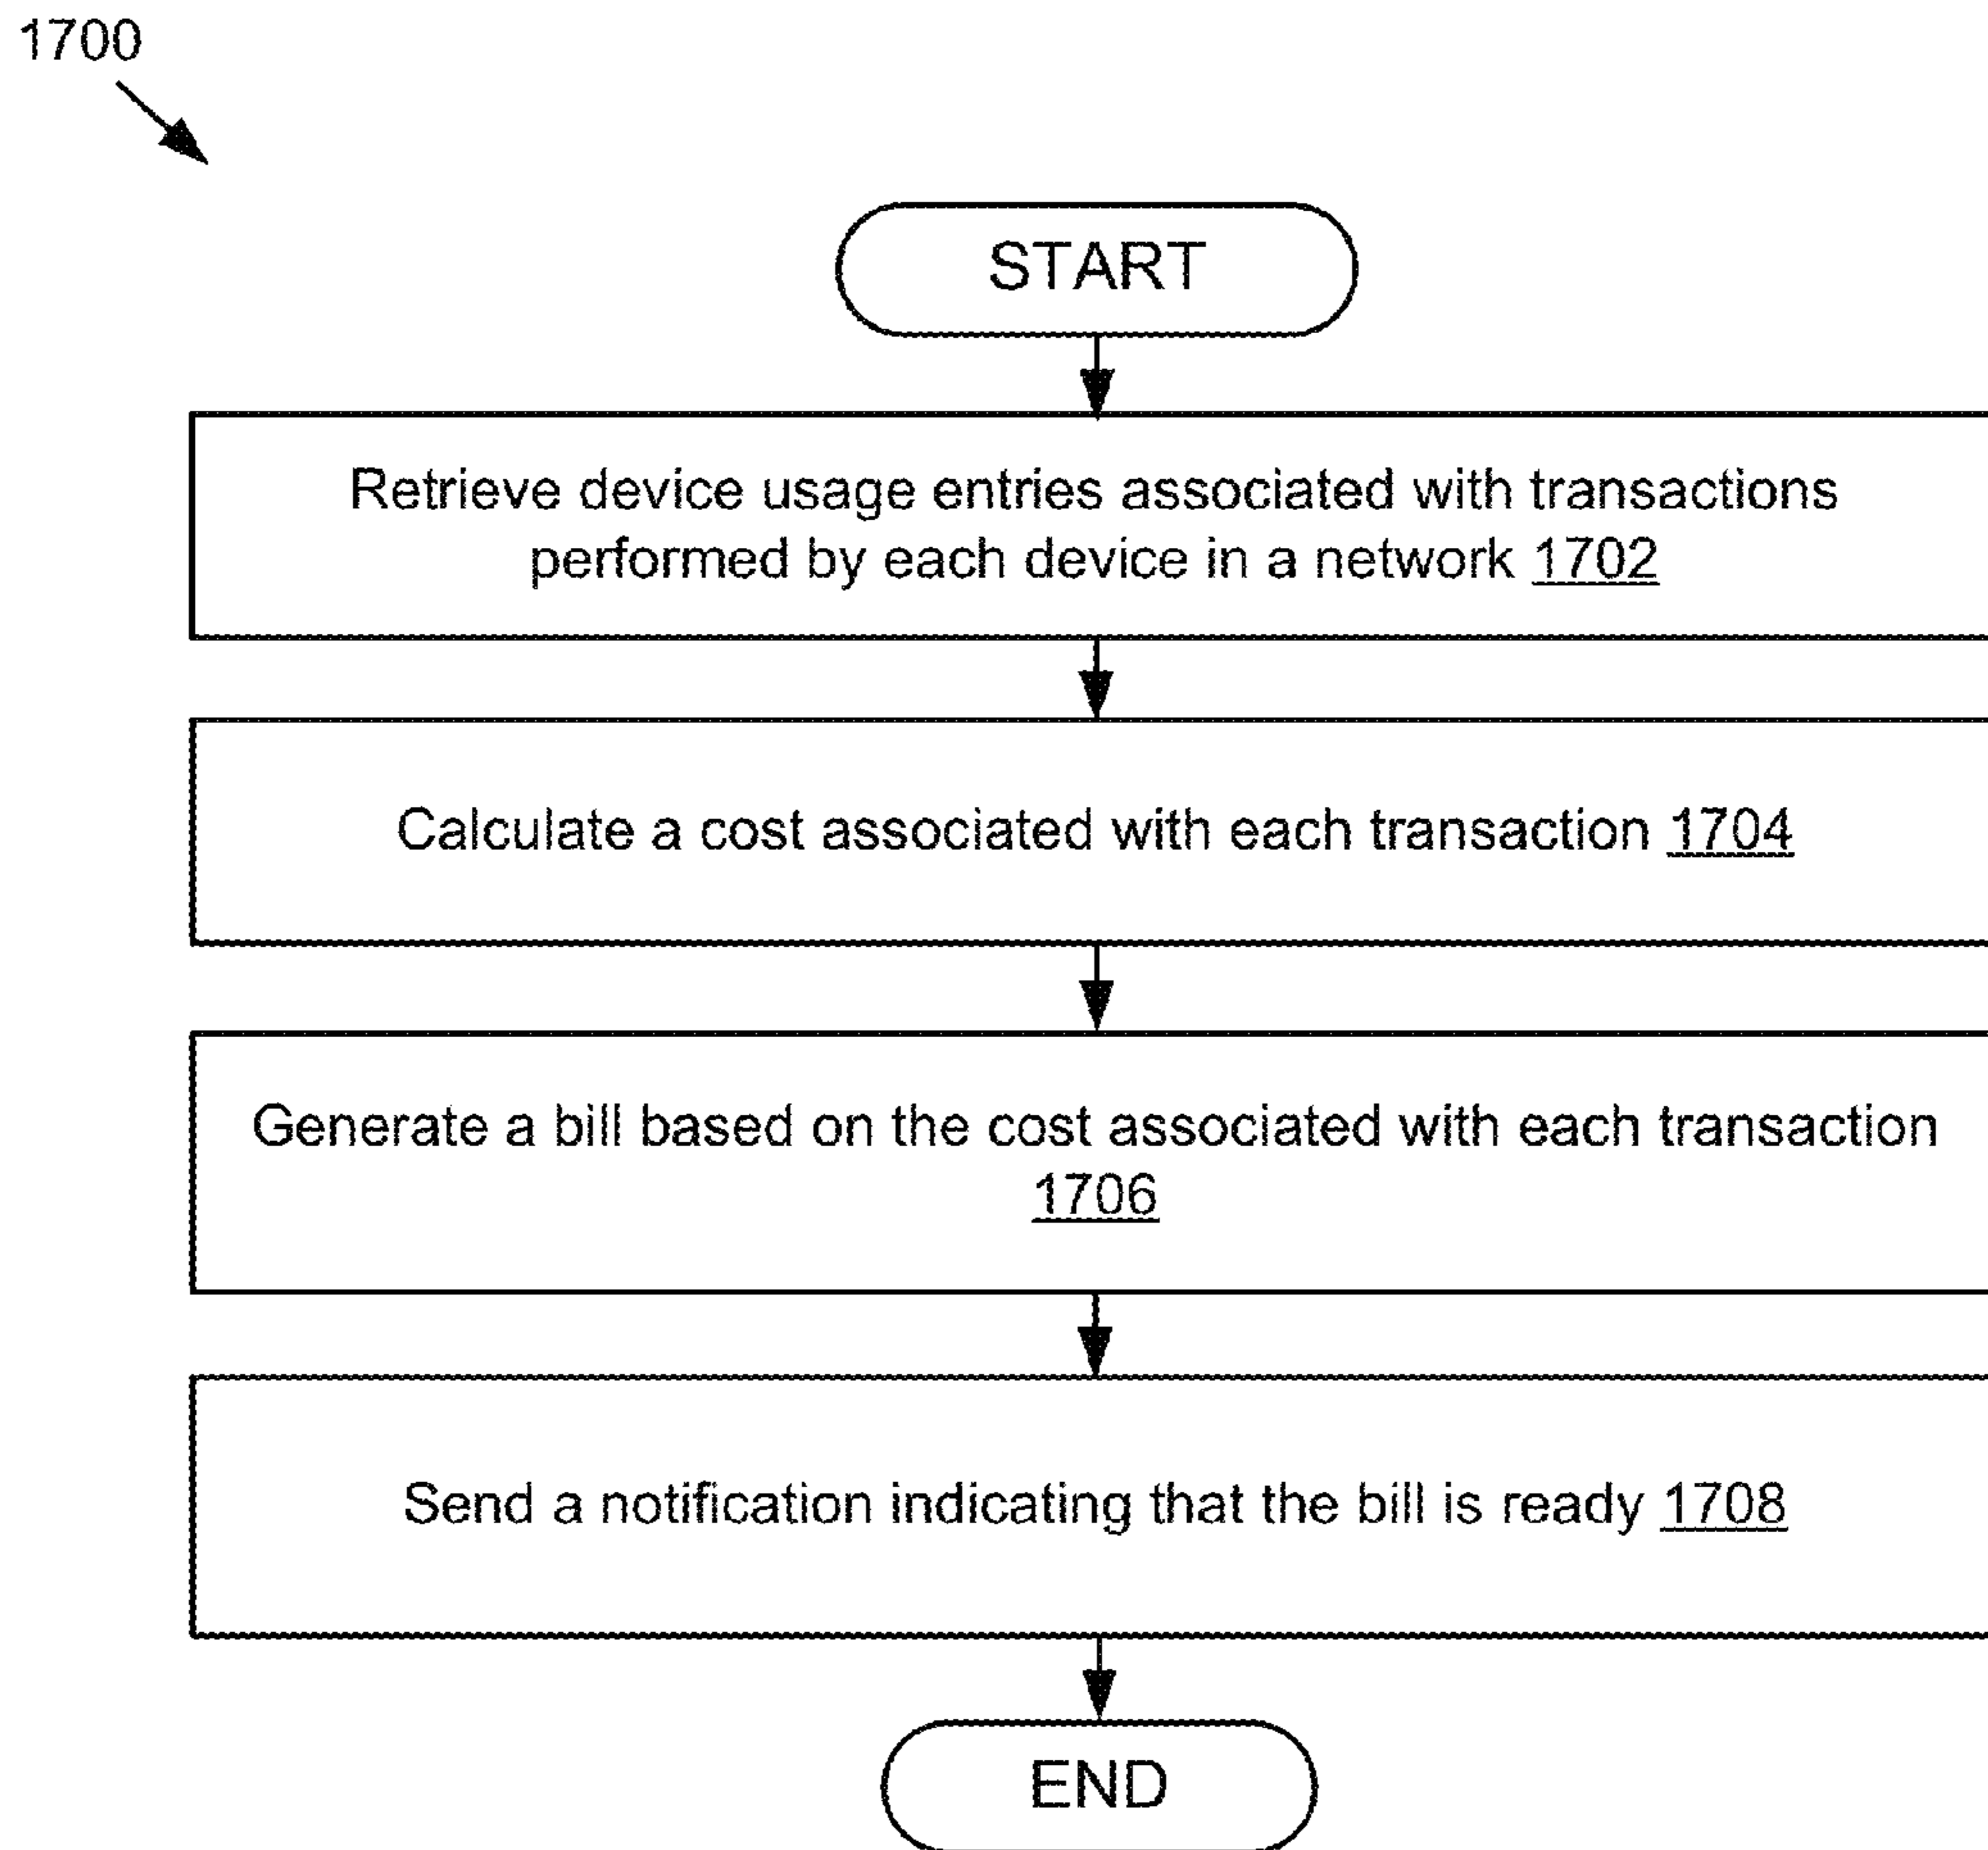 1700
START
Retrieve device usage entries associated with transactions
performed by each device in a network 1702
Calculate a cost associated with each transaction 1704
Generate a bill based on the cost associated with each transaction
1706
Send a notification indicating that the bill is ready 1708
END